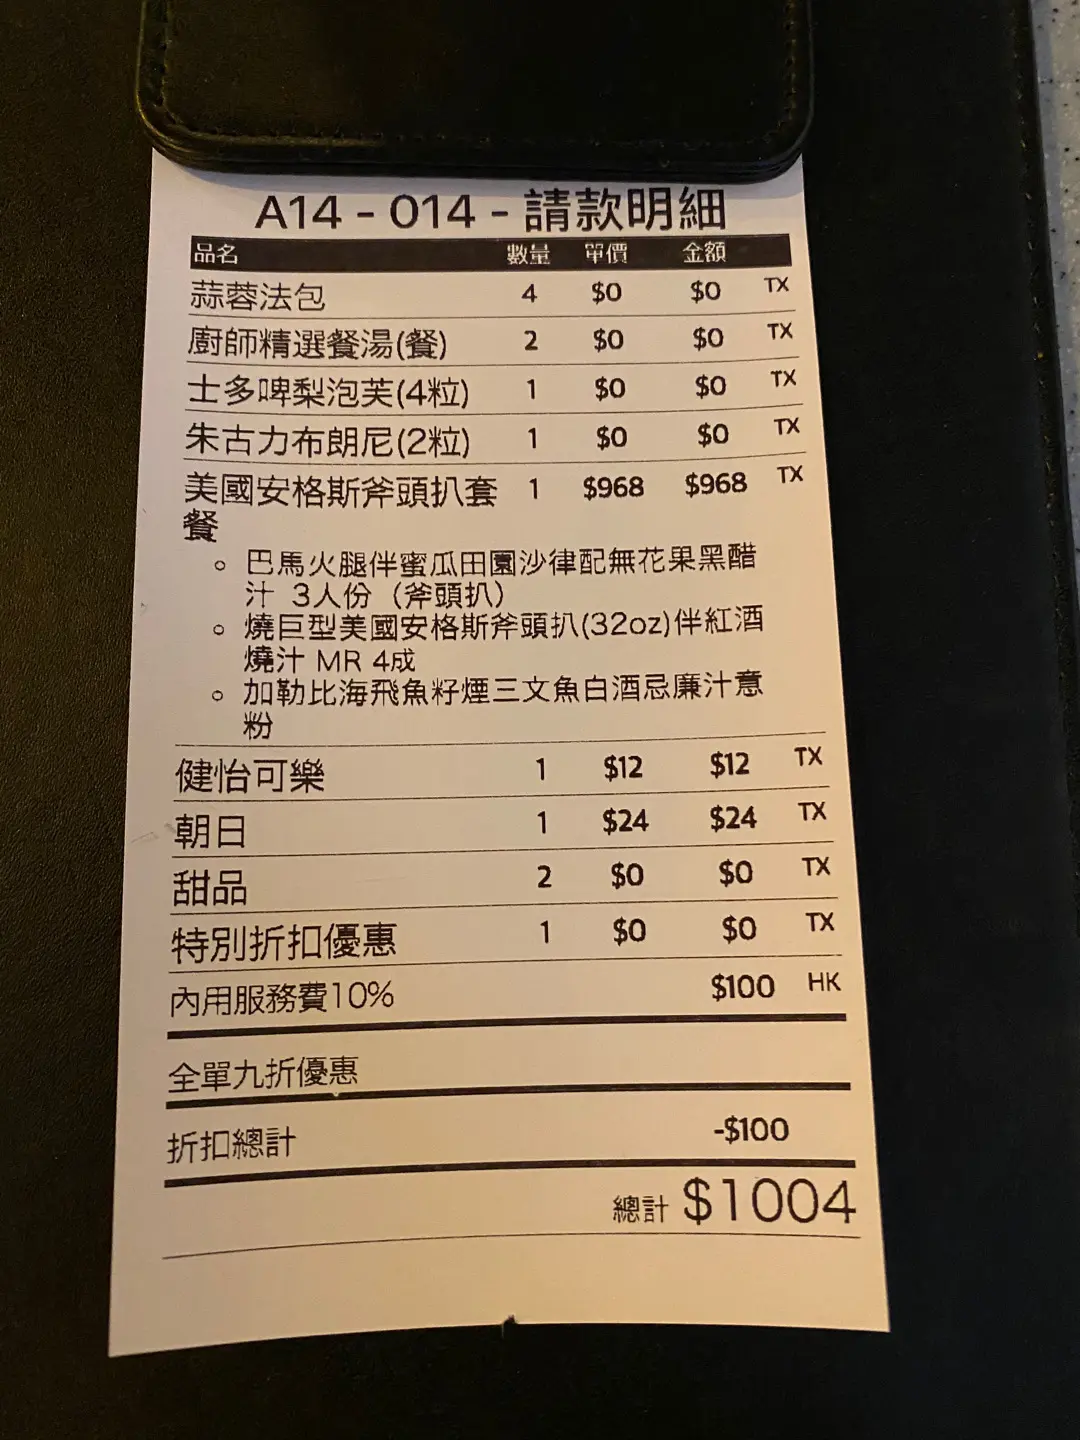 A14 - 014 - 請款明細
品名 數量 單價 金額
蒜蓉法包 4 $0 $0 TX
廚師精選餐湯(餐) 2 $0 $0 TX
士多啤梨泡芙(4粒) 1 $0 $0 TX
朱古力布朗尼(2粒) 1 $0 $0 TX
美國安格斯斧頭扒套 1 $968 $968 TX
餐
巴馬火腿伴蜜瓜田園沙律配無花果黑醋
汁 3人份 (斧頭扒)
燒巨型美國安格斯斧頭扒(32oz)伴紅酒
燒汁 MR 4成
加勒比海飛魚籽煙三文魚白酒忌廉汁意
粉
健怡可樂 1 $12 $12 TX
朝日 1 $24 $24 TX
甜品 2 $0 $0 TX
特別折扣優惠 1 $0 $0 TX
內用服務費10% $100 HK
全單九折優惠
折扣總計 -$100
總計 $1004